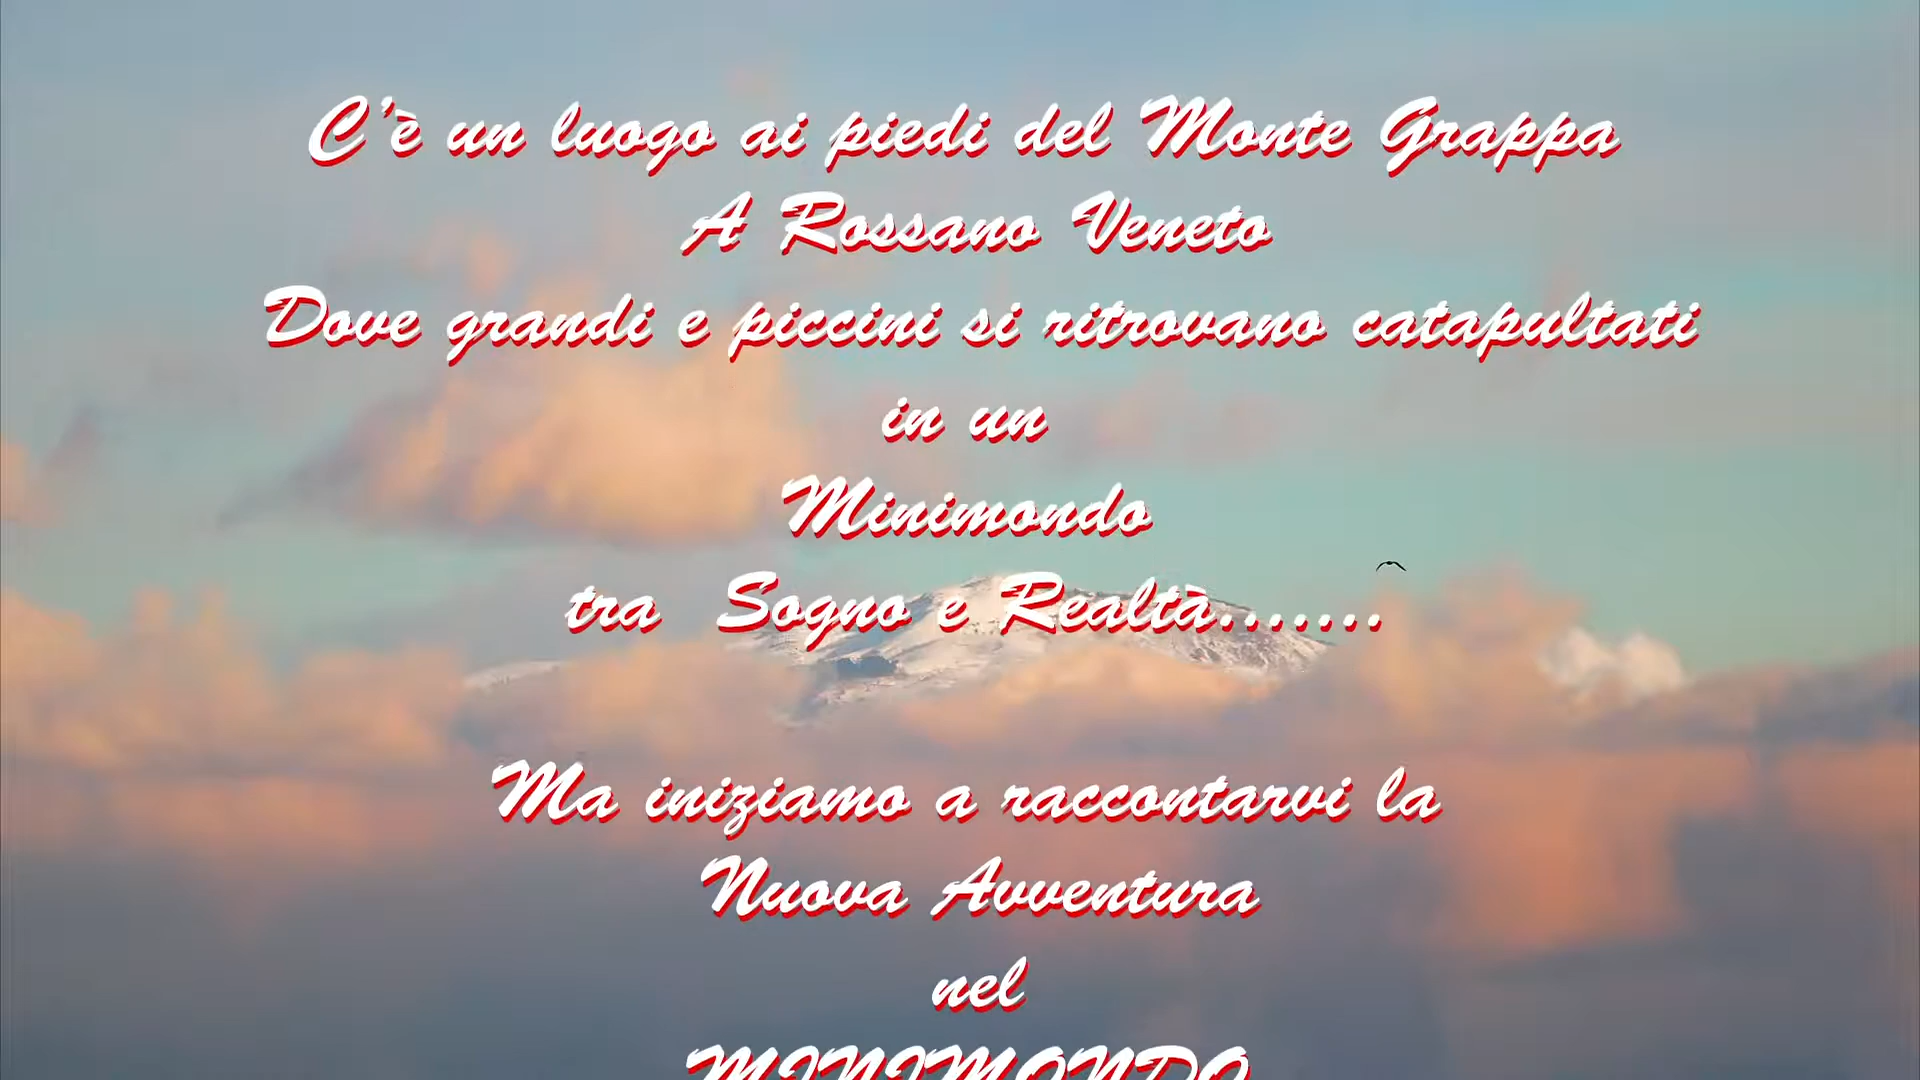 C'è un luogo ai piedi del Monte Grappa
A Rossano Veneto
Dove grandi e piccini si ritrovano catapultati
in un
Minimondo
tra Sogno e Realtà.......
Ma iniziamo a raccontarvi la
Nuova Avventura
nel
MINIMONDO